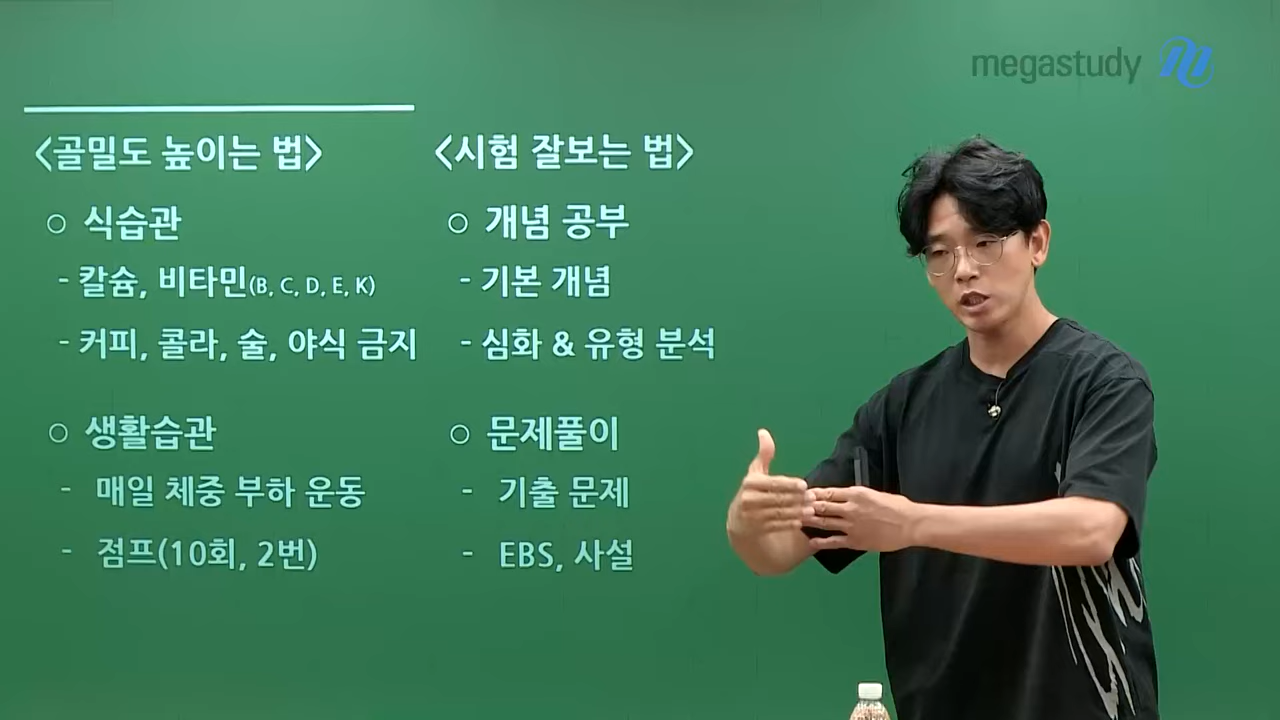 megastudy
<골밀도 높이는 법>
○ 식습관
- 칼슘, 비타민(B, C, D, E, K)
- 커피, 콜라, 술, 야식 금지
○ 생활습관
- 매일 체중 부하 운동
- 점프(10회, 2번)
<시험 잘보는 법>
○ 개념 공부
- 기본 개념
- 심화 & 유형 분석
○ 문제풀이
- 기출 문제
- EBS, 사설